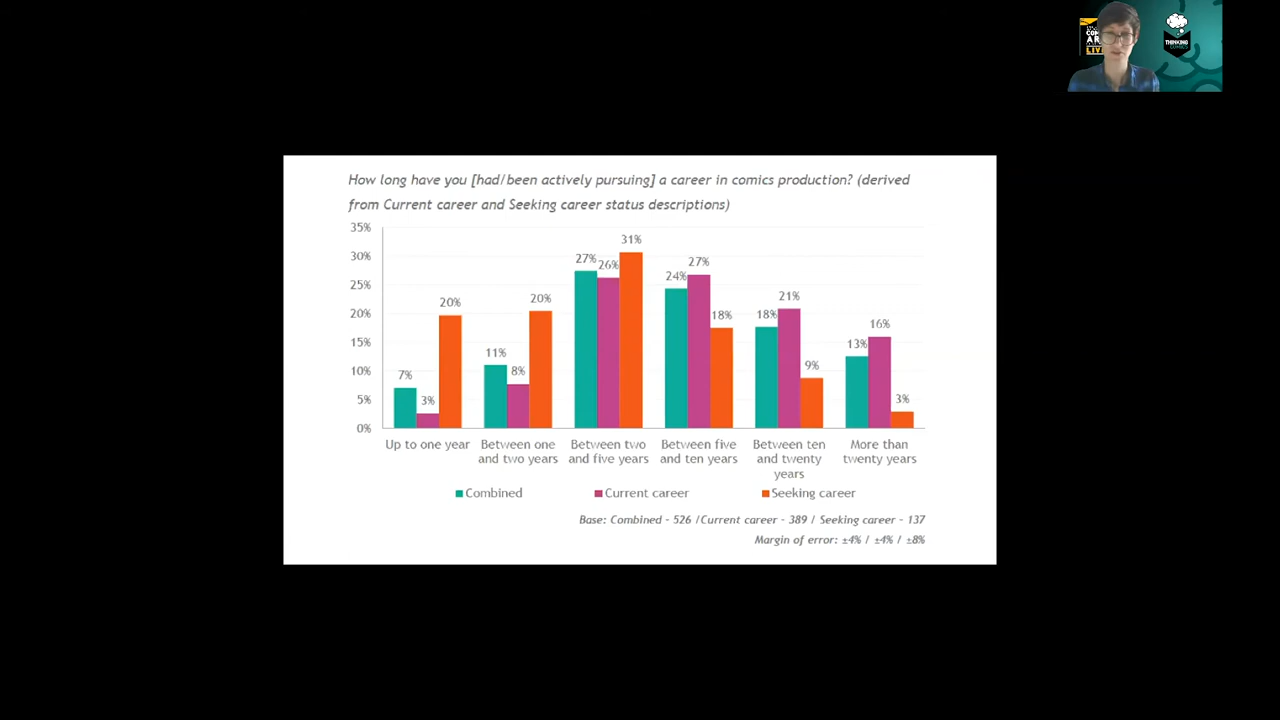 COM
AR
LIV
THINKING
COMICS
How long have you [had/been actively pursuing] a career in comics production? (derived
from Current career and Seeking career status descriptions)
35%
30%
25%
20%
15%
10%
5%
0%
7%
3%
20%
11%
8%
20%
27%
26%
31%
24%
27%
18%
18%
21%
9%
13%
16%
3%
Up to one year
Between one
and two years
Between two
and five years
Between five
and ten years
Between ten
and twenty
years
More than
twenty years
Combined
Current career
Seeking career
Base: Combined - 526 /Current career - 389 / Seeking career - 137
Margin of error: ±4% / ±4% / ±8%